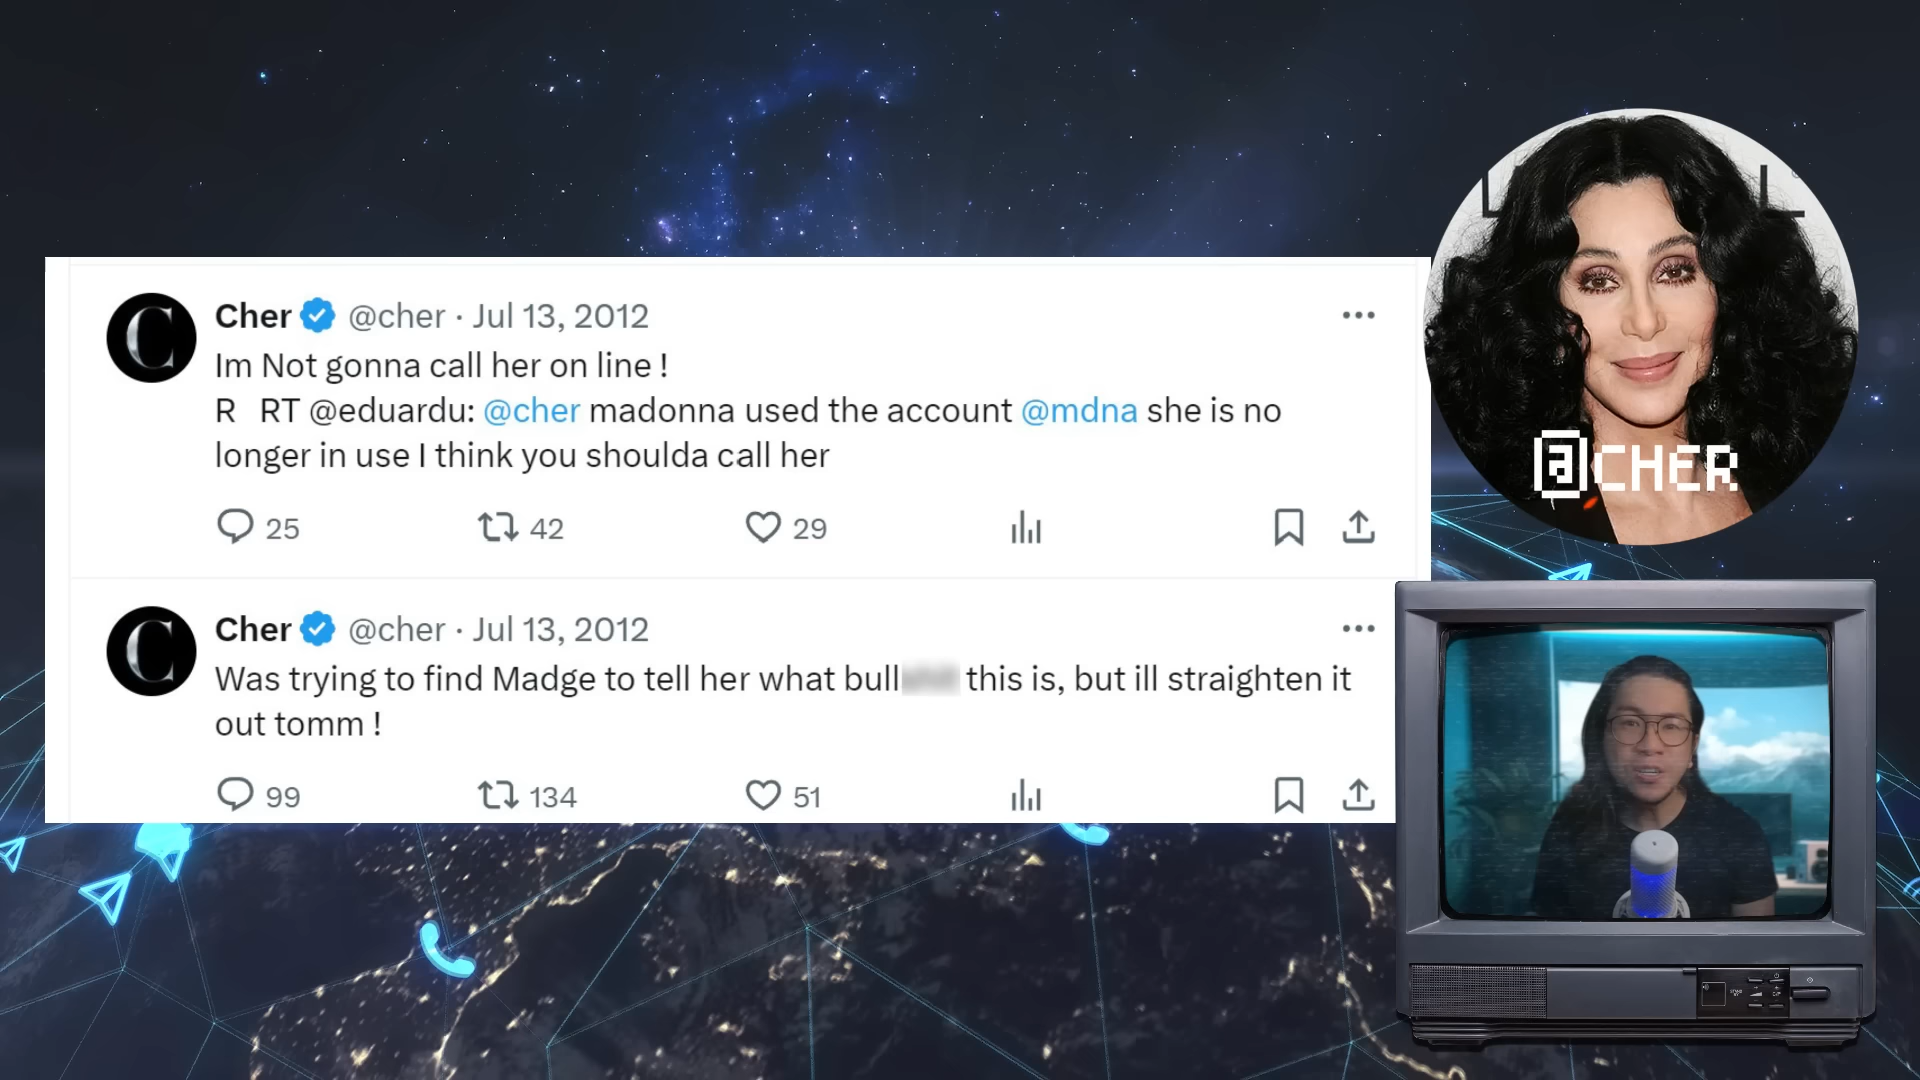 Cher @cher · Jul 13, 2012
Im Not gonna call her on line !
R RT @eduardu: @cher madonna used the account @mdna she is no
longer in use I think you shoulda call her
25 42 29
Cher @cher · Jul 13, 2012
Was trying to find Madge to tell her what bull this is, but ill straighten it
out tomm !
99 134 51
@CHER